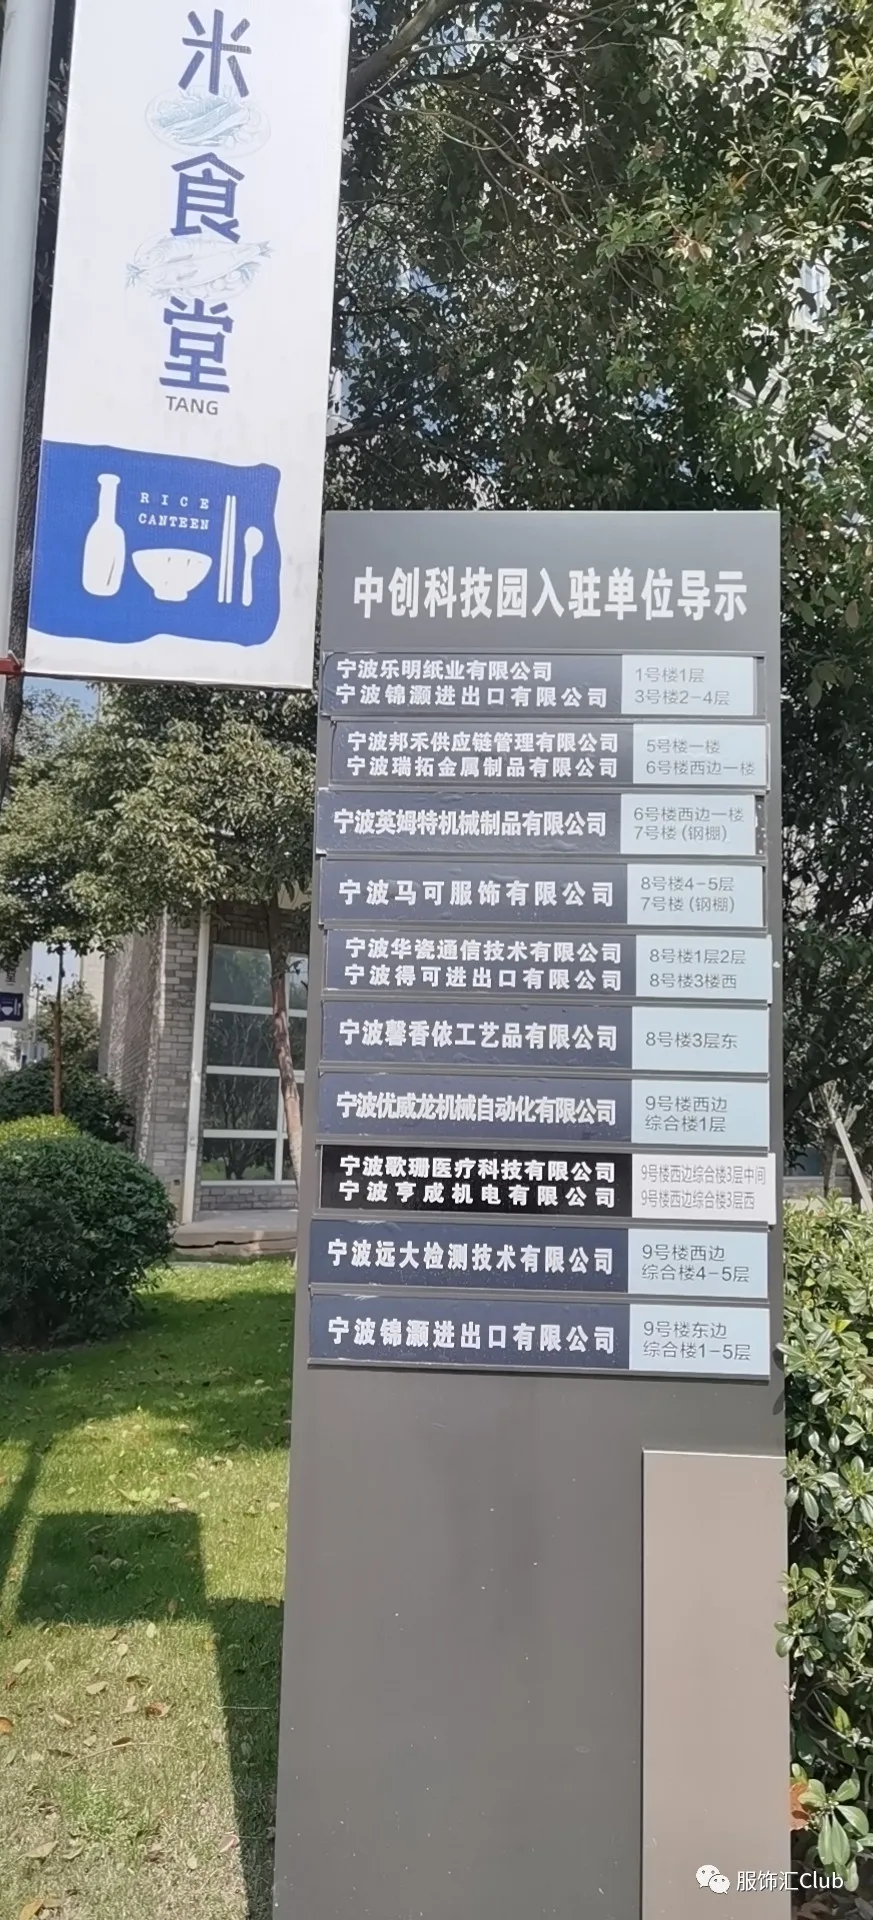 米
食
堂
TANG
RICE
CANTEEN
中创科技园入驻单位导示
宁波乐明纸业有限公司 1号楼1层
宁波锦灏进出口有限公司 3号楼2-4层
宁波邦禾供应链管理有限公司 5号楼一楼
宁波瑞拓金属制品有限公司 6号楼西边一楼
宁波英姆特机械制品有限公司 6号楼西边一楼
7号楼(钢棚)
宁波马可服饰有限公司 8号楼4-5层
7号楼(钢棚)
宁波华瓷通信技术有限公司 8号楼1层2层
宁波得可进出口有限公司 8号楼3楼西
宁波馨香依工艺品有限公司 8号楼3层东
宁波优威龙机械自动化有限公司 9号楼西边
综合楼1层
宁波歌珊医疗科技有限公司 9号楼西边综合楼3层中间
宁波亨成机电有限公司 9号楼西边综合楼3层西
宁波远大检测技术有限公司 9号楼西边
综合楼4-5层
宁波锦灏进出口有限公司 9号楼东边
综合楼1-5层
服饰汇Club